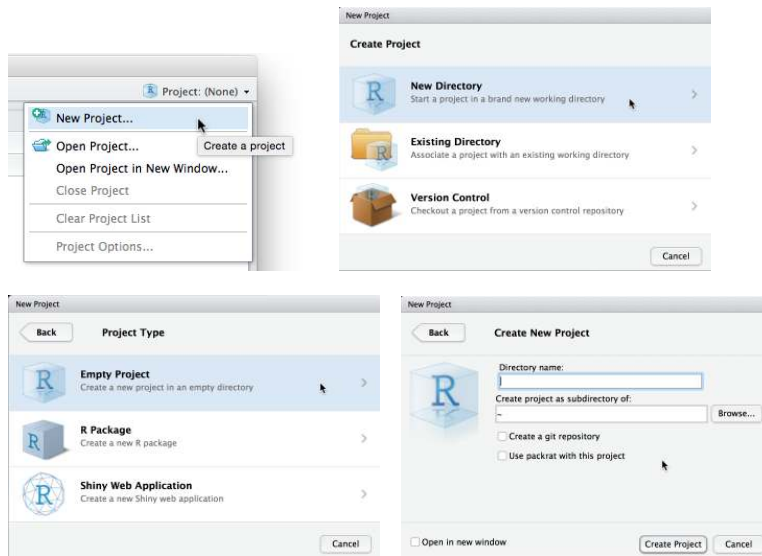 Project: (None)
New Project...
Create a project
Open Project...
Open Project in New Window...
Close Project
Clear Project List
Project Options...
New Project
Create Project
New Directory
Start a project in a brand new working directory
Existing Directory
Associate a project with an existing working directory
Version Control
Checkout a project from a version control repository
Cancel
New Project
Back
Project Type
Empty Project
Create a new project in an empty directory
R Package
Create a new R package
Shiny Web Application
Create a new Shiny web application
Cancel
New Project
Back
Create New Project
Directory name:
Create project as subdirectory of:
~
Browse...
Create a git repository
Use packrat with this project
Open in new window
Create Project
Cancel